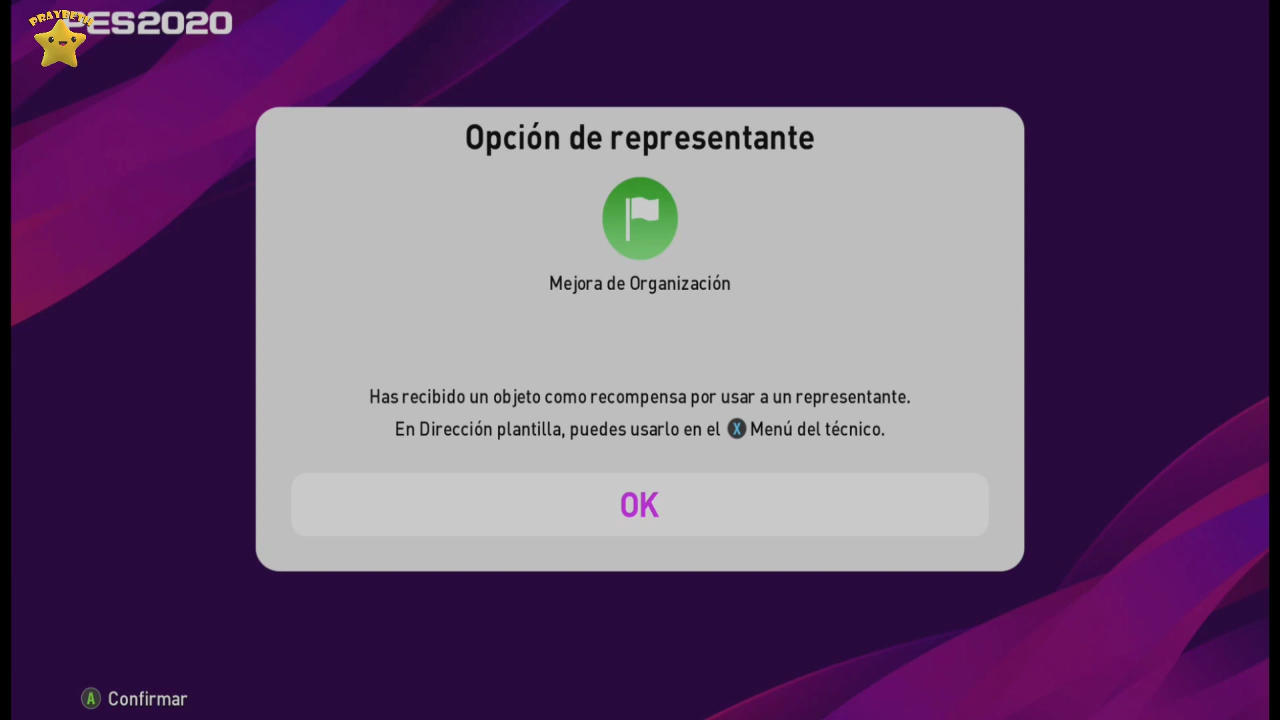 PRAYBEAN
PES2020
Opción de representante
Mejora de Organización
Has recibido un objeto como recompensa por usar a un representante.
En Dirección plantilla, puedes usarlo en el X Menú del técnico.
OK
A Confirmar